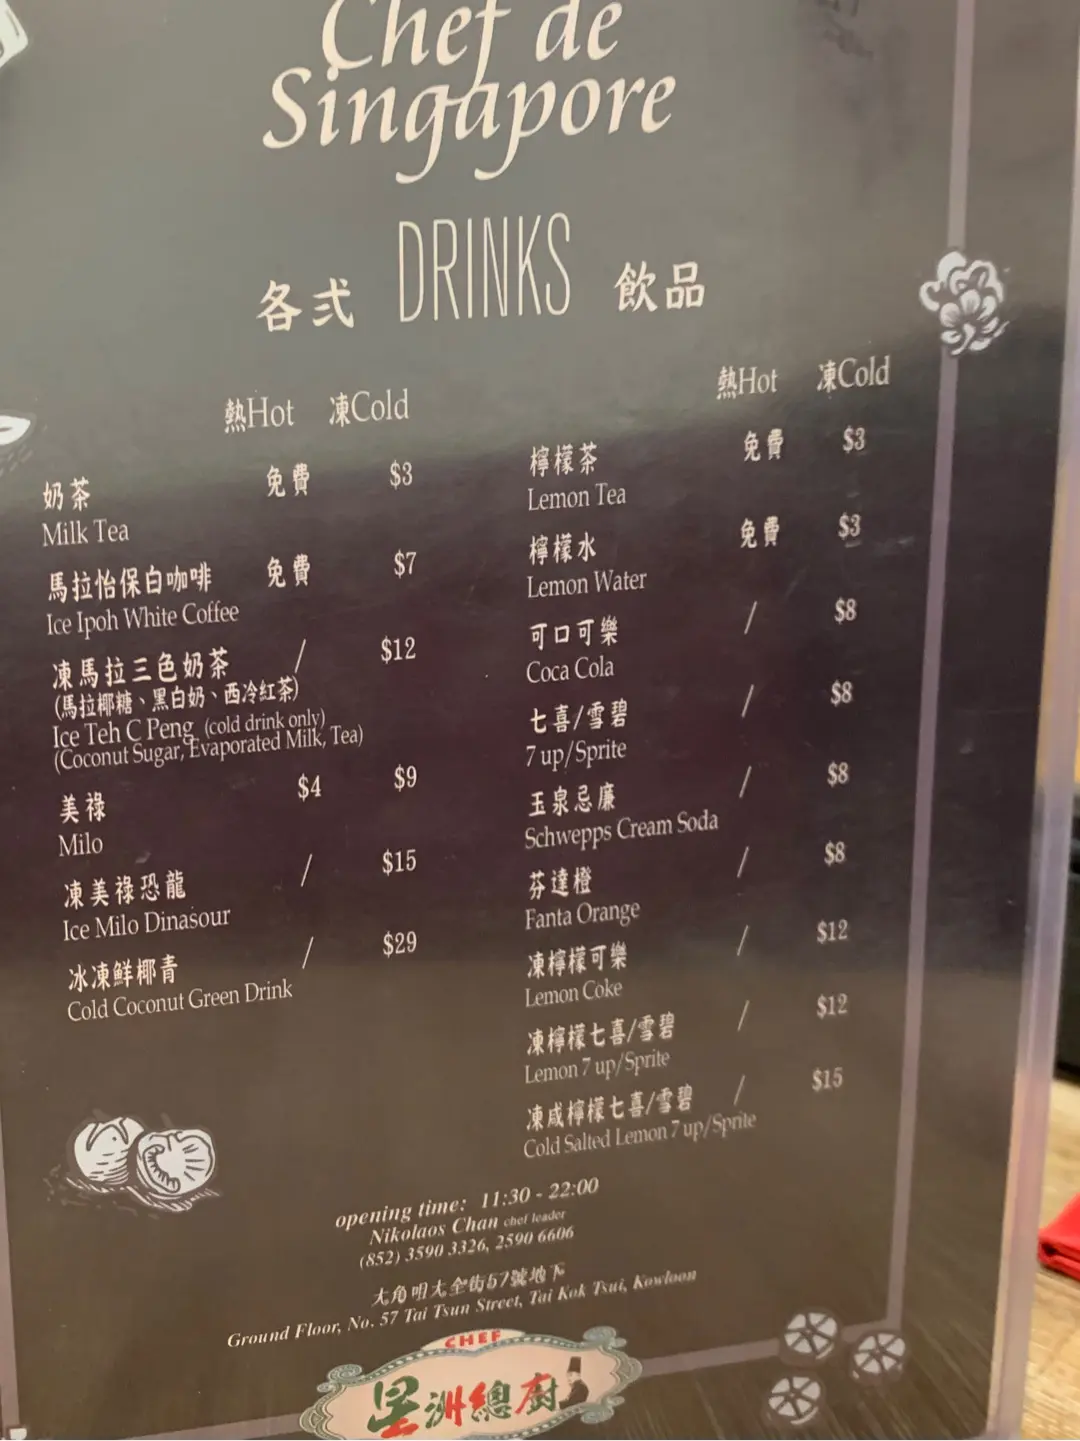 Chef de
Singapore
各式 DRINKS 飲品
熱Hot 凍Cold
奶茶 免費 $3
Milk Tea
馬拉怡保白咖啡 免費 $7
Ice Ipoh White Coffee
凍馬拉三色奶茶 / $12
(馬拉椰糖、黑白奶、西冷紅茶)
Ice Teh C Peng (cold drink only)
(Coconut Sugar, Evaporated Milk, Tea)
美祿 $4 $9
Milo
凍美祿恐龍 / $15
Ice Milo Dinasour
冰凍鮮椰青 / $29
Cold Coconut Green Drink
熱Hot 凍Cold
檸檬茶 免費 $3
Lemon Tea
檸檬水 免費 $3
Lemon Water
可口可樂 / $8
Coca Cola
七喜/雪碧 / $8
7 up/Sprite
玉泉忌廉 / $8
Schwepps Cream Soda
芬達橙 / $8
Fanta Orange
凍檸檬可樂 / $12
Lemon Coke
凍檸檬七喜/雪碧 / $12
Lemon 7 up/Sprite
凍咸檸檬七喜/雪碧 / $15
Cold Salted Lemon 7 up/Sprite
opening time: 11:30 - 22:00
Nikolaos Chan chef leader
(852) 3590 3326, 2590 6606
大角咀大全街57號地下
Ground Floor, No. 57 Tai Tsun Street, Tai Kok Tsui, Kowloon
CHEF
星洲總廚